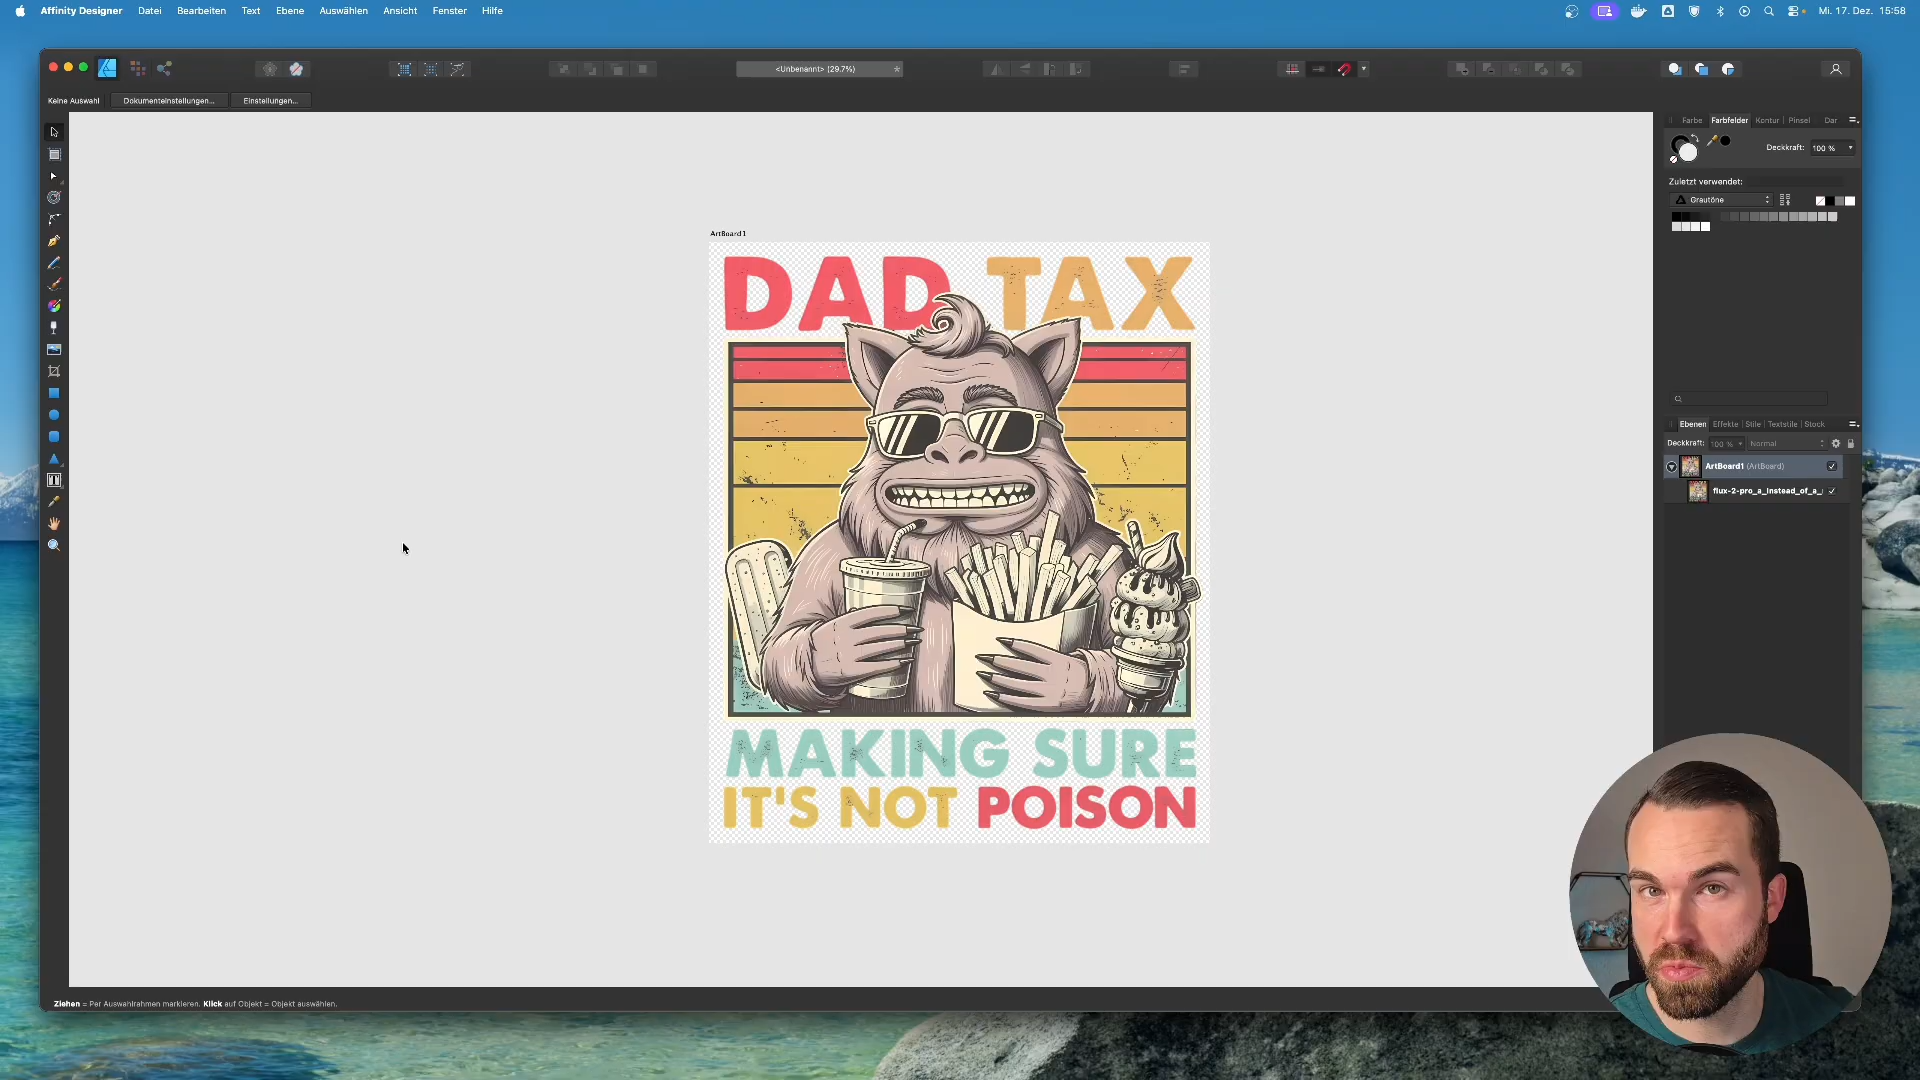 Affinity Designer Datei Bearbeiten Text Ebene Auswählen Ansicht Fenster Hilfe
Mi. 17. Dez. 15:58
<Unbenannt> (29.7%)
Keine Auswahl Dokumenteinstellungen... Einstellungen...
Farbe Farbfelder Kontur Pinsel Dar
Deckkraft: 100 %
Zuletzt verwendet:
Grautöne
ArtBoard1
DAD TAX
MAKING SURE
IT'S NOT POISON
Ebenen Effekte Stile Textstile Stock
Deckkraft: 100 % Normal
ArtBoard1 (ArtBoard)
flux-2-pro_a_instead_of_a_
Ziehen = Per Auswahlrahmen markieren. Klick auf Objekt = Objekt auswählen.